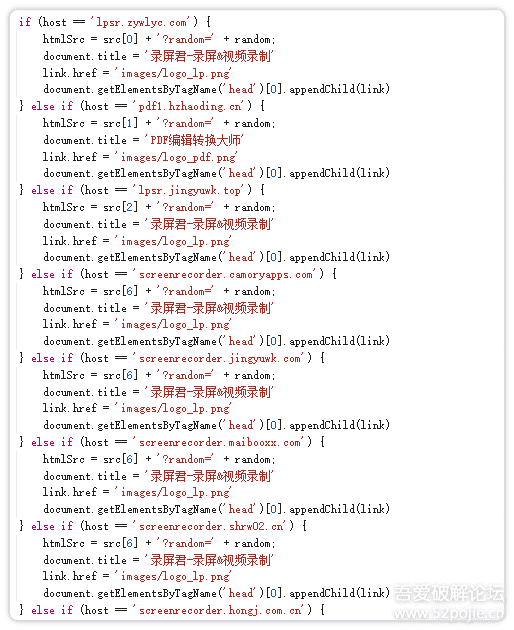 if (host == 'lpsr.zywlyc.com') {
htmlSrc = src[0] + '?random=' + random;
document.title = '录屏君-录屏&视频录制'
link.href = 'images/logo_lp.png'
document.getElementsByTagName('head')[0].appendChild(link)
} else if (host == 'pdf1.hzhaoding.cn') {
htmlSrc = src[1] + '?random=' + random;
document.title = 'PDF编辑转换大师'
link.href = 'images/logo_pdf.png'
document.getElementsByTagName('head')[0].appendChild(link)
} else if (host == 'lpsr.jingyuwk.top') {
htmlSrc = src[2] + '?random=' + random;
document.title = '录屏君-录屏&视频录制'
link.href = 'images/logo_lp.png'
document.getElementsByTagName('head')[0].appendChild(link)
} else if (host == 'screenrecorder.camoryapps.com') {
htmlSrc = src[6] + '?random=' + random;
document.title = '录屏君-录屏&视频录制'
link.href = 'images/logo_lp.png'
document.getElementsByTagName('head')[0].appendChild(link)
} else if (host == 'screenrecorder.jingyuwk.com') {
htmlSrc = src[6] + '?random=' + random;
document.title = '录屏君-录屏&视频录制'
link.href = 'images/logo_lp.png'
document.getElementsByTagName('head')[0].appendChild(link)
} else if (host == 'screenrecorder.maibooxx.com') {
htmlSrc = src[6] + '?random=' + random;
document.title = '录屏君-录屏&视频录制'
link.href = 'images/logo_lp.png'
document.getElementsByTagName('head')[0].appendChild(link)
} else if (host == 'screenrecorder.shrw02.cn') {
htmlSrc = src[6] + '?random=' + random;
document.title = '录屏君-录屏&视频录制'
link.href = 'images/logo_lp.png'
document.getElementsByTagName('head')[0].appendChild(link)
} else if (host == 'screenrecorder.hongj.com.cn') {
吾爱破解论坛
www.52pojie.cn